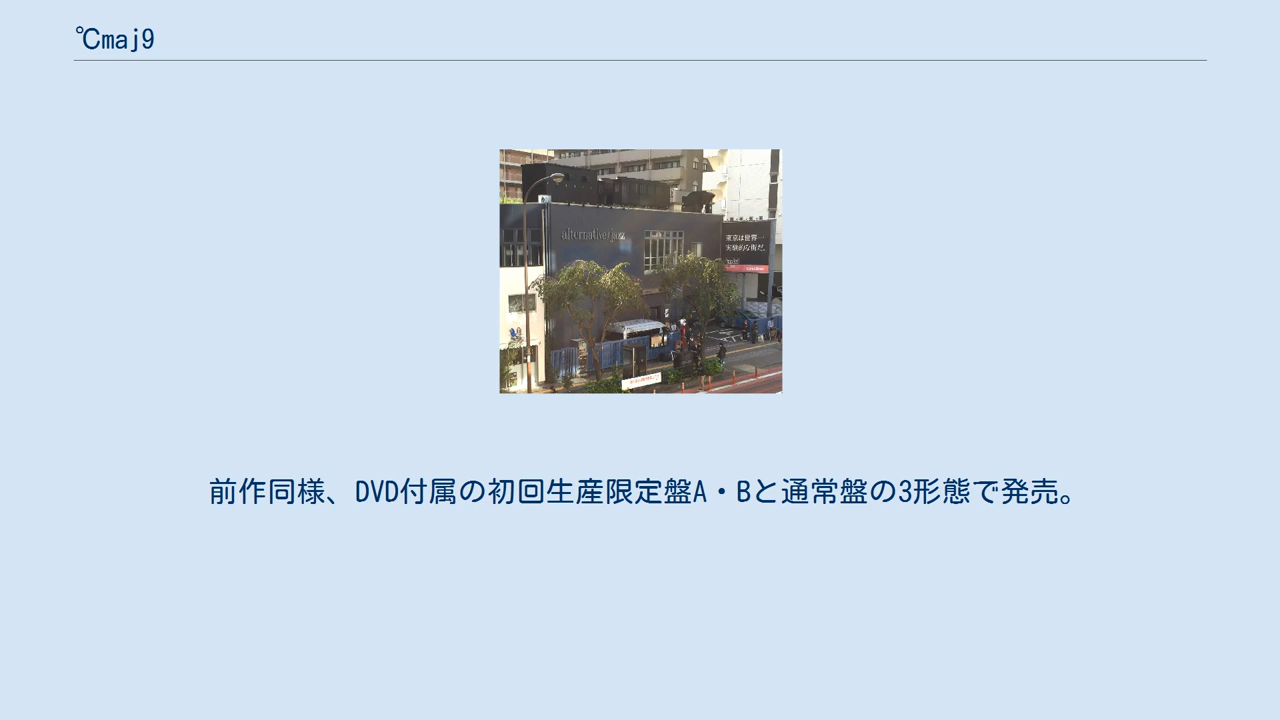 ℃maj9
alternative
東京は世界一
実験的な街だ。
前作同様、DVD付属の初回生産限定盤A・Bと通常盤の3形態で発売。